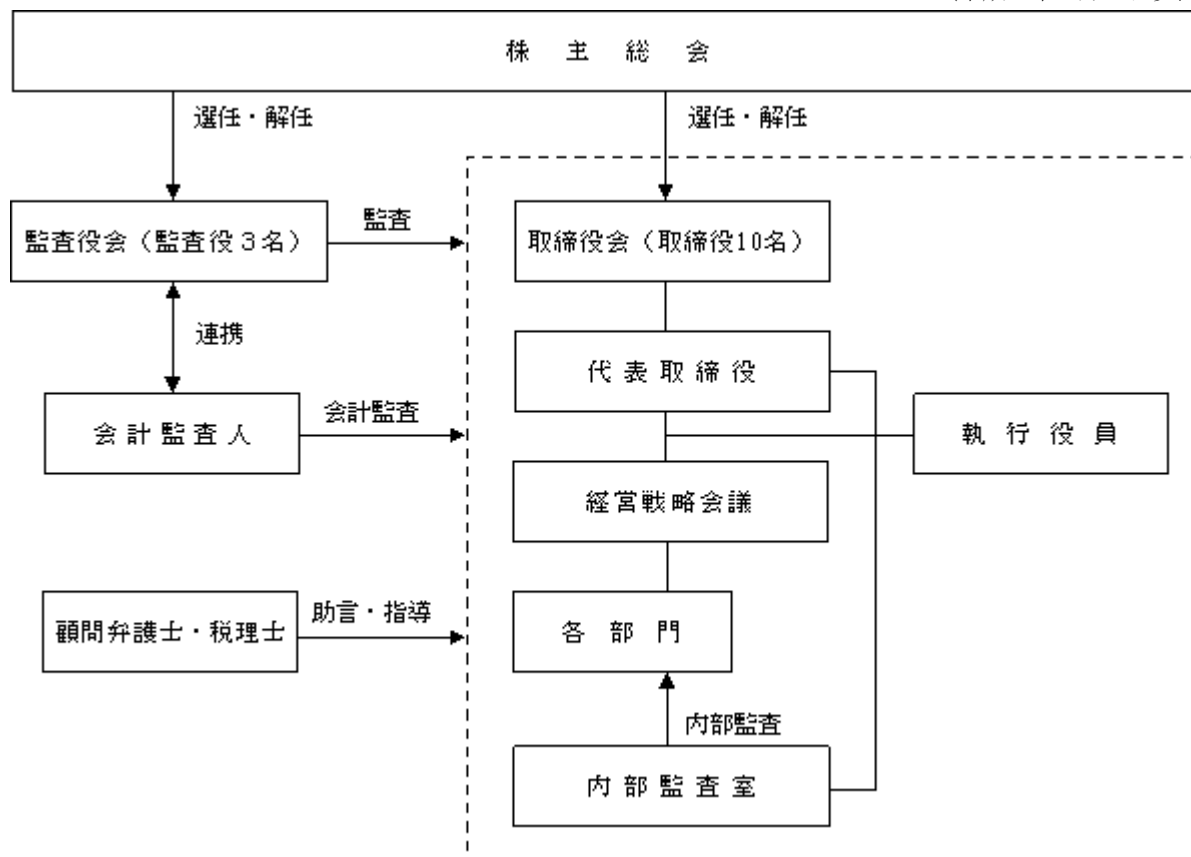 株主総会
選任・解任
選任・解任
監査役会（監査役３名）
監査
取締役会（取締役10名）
連携
代表取締役
会計監査人
会計監査
執行役員
経営戦略会議
顧問弁護士・税理士
助言・指導
各部門
内部監査
内部監査室